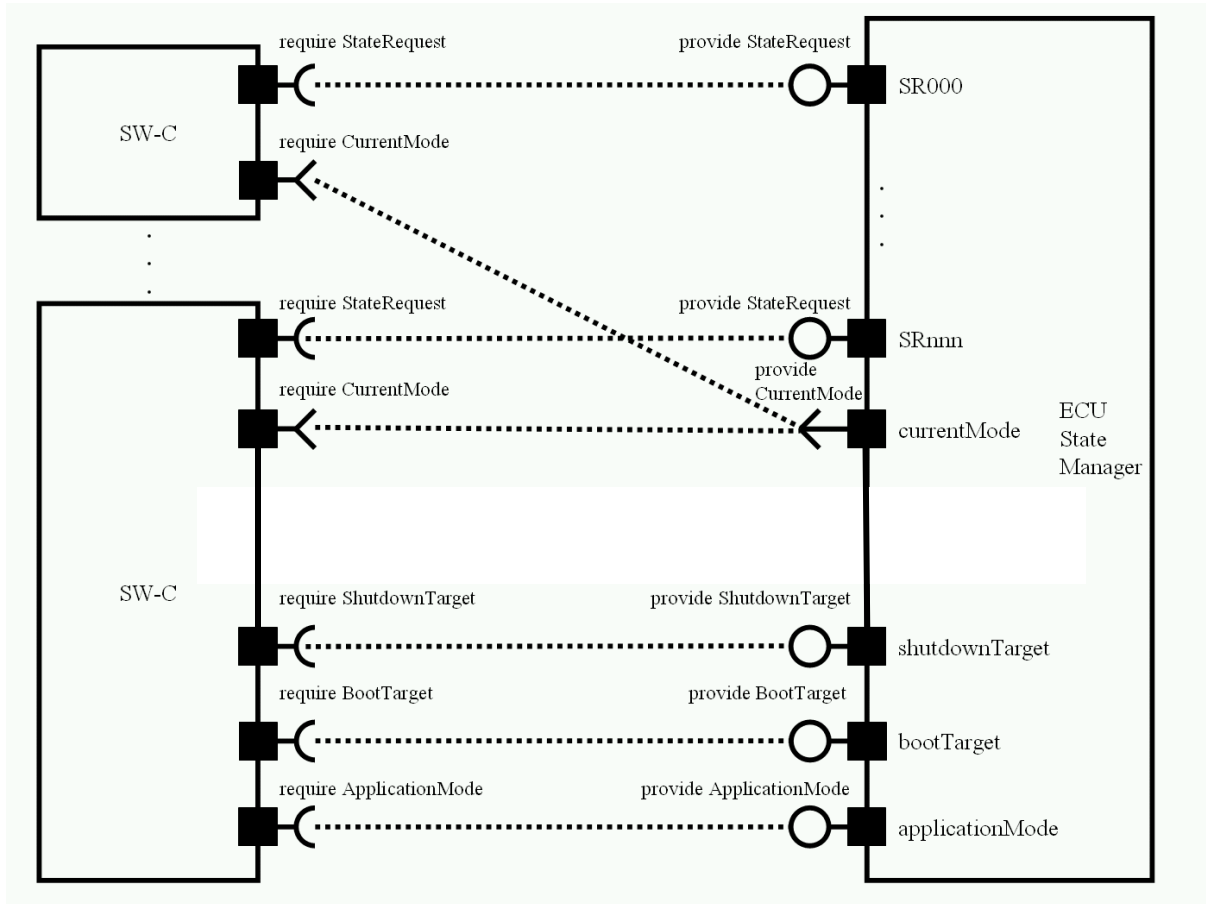 require StateRequest
provide StateRequest
SR000
SW-C
require CurrentMode
require StateRequest
provide StateRequest
SRnnn
provide
CurrentMode
require CurrentMode
currentMode
ECU
State
Manager
SW-C
require ShutdownTarget
provide ShutdownTarget
shutdownTarget
require BootTarget
provide BootTarget
bootTarget
require ApplicationMode
provide ApplicationMode
applicationMode